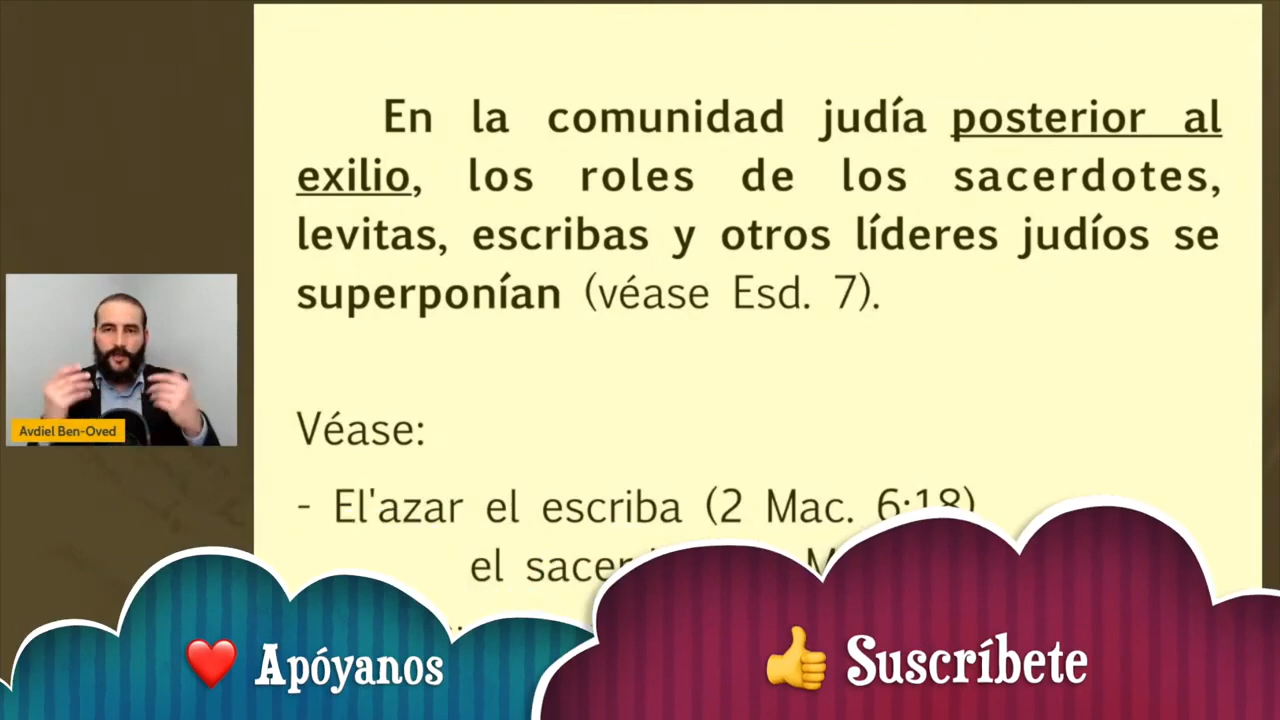 En la comunidad judía posterior al
exilio, los roles de los sacerdotes,
levitas, escribas y otros líderes judíos se
superponían (véase Esd. 7).
Véase:
- El'azar el escriba (2 Mac. 6:18)
el
Avdiel Ben-Oved
Apóyanos
Suscríbete